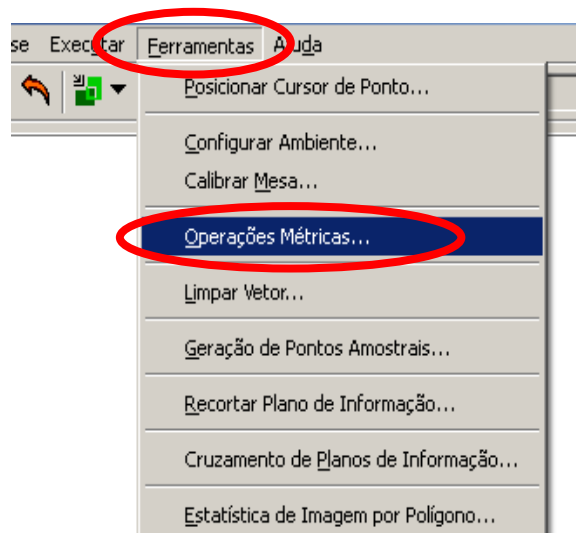 se Executar Ferramentas Ajuda
Posicionar Cursor de Ponto...
Configurar Ambiente...
Calibrar Mesa...
Operações Métricas...
Limpar Vetor...
Geração de Pontos Amostrais...
Recortar Plano de Informação...
Cruzamento de Planos de Informação...
Estatística de Imagem por Polígono...